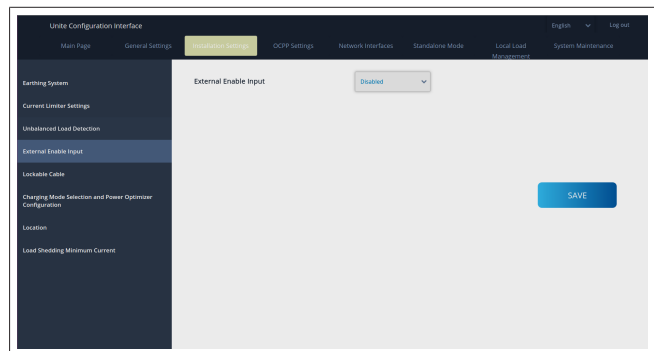 Unite Configuration Interface
English
Log out
Main Page
General Settings
Installation Settings
OCPP Settings
Network Interfaces
Standalone Mode
Local Load
Management
System Maintenance
Earthing System
Current Limiter Settings
Unbalanced Load Detection
External Enable Input
Lockable Cable
Charging Mode Selection and Power Optimizer
Configuration
Location
Load Shedding Minimum Current
External Enable Input
Disabled
SAVE